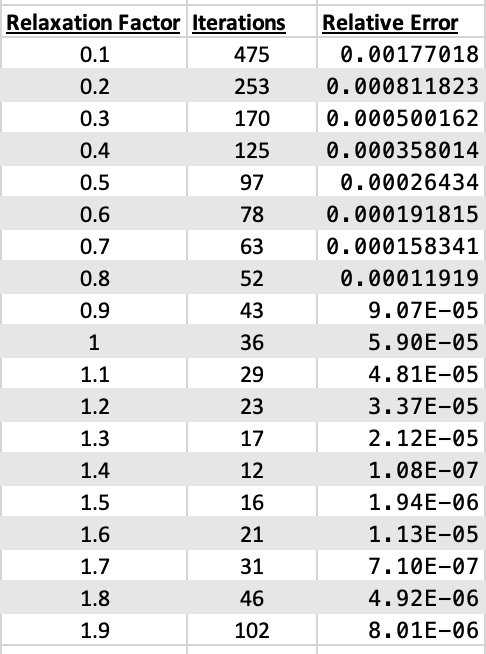 Relaxation Factor Iterations Relative Error
0.1 475 0.00177018
0.2 253 0.000811823
0.3 170 0.000500162
0.4 125 0.000358014
0.5 97 0.00026434
0.6 78 0.000191815
0.7 63 0.000158341
0.8 52 0.00011919
0.9 43 9.07E-05
1 36 5.90E-05
1.1 29 4.81E-05
1.2 23 3.37E-05
1.3 17 2.12E-05
1.4 12 1.08E-07
1.5 16 1.94E-06
1.6 21 1.13E-05
1.7 31 7.10E-07
1.8 46 4.92E-06
1.9 102 8.01E-06